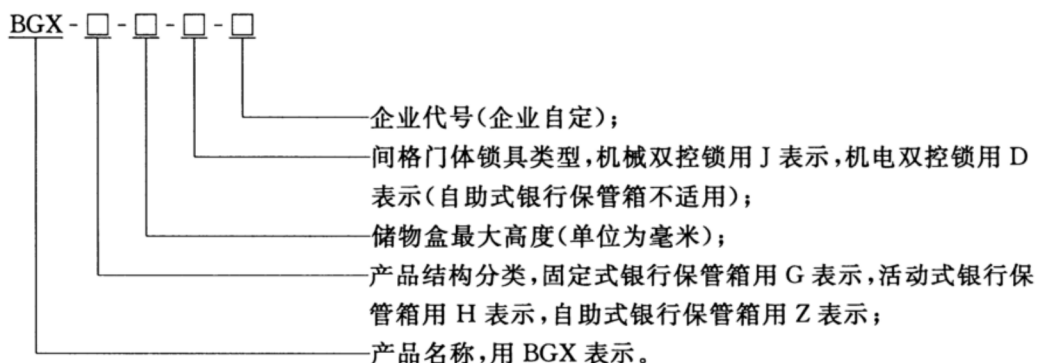 BGX-□-□-□-□
企业代号(企业自定);
间格门体锁具类型,机械双控锁用J表示,机电双控锁用D
表示(自助式银行保管箱不适用);
储物盒最大高度(单位为毫米);
产品结构分类,固定式银行保管箱用G表示,活动式银行保
管箱用H表示,自助式银行保管箱用Z表示;
产品名称,用BGX表示。